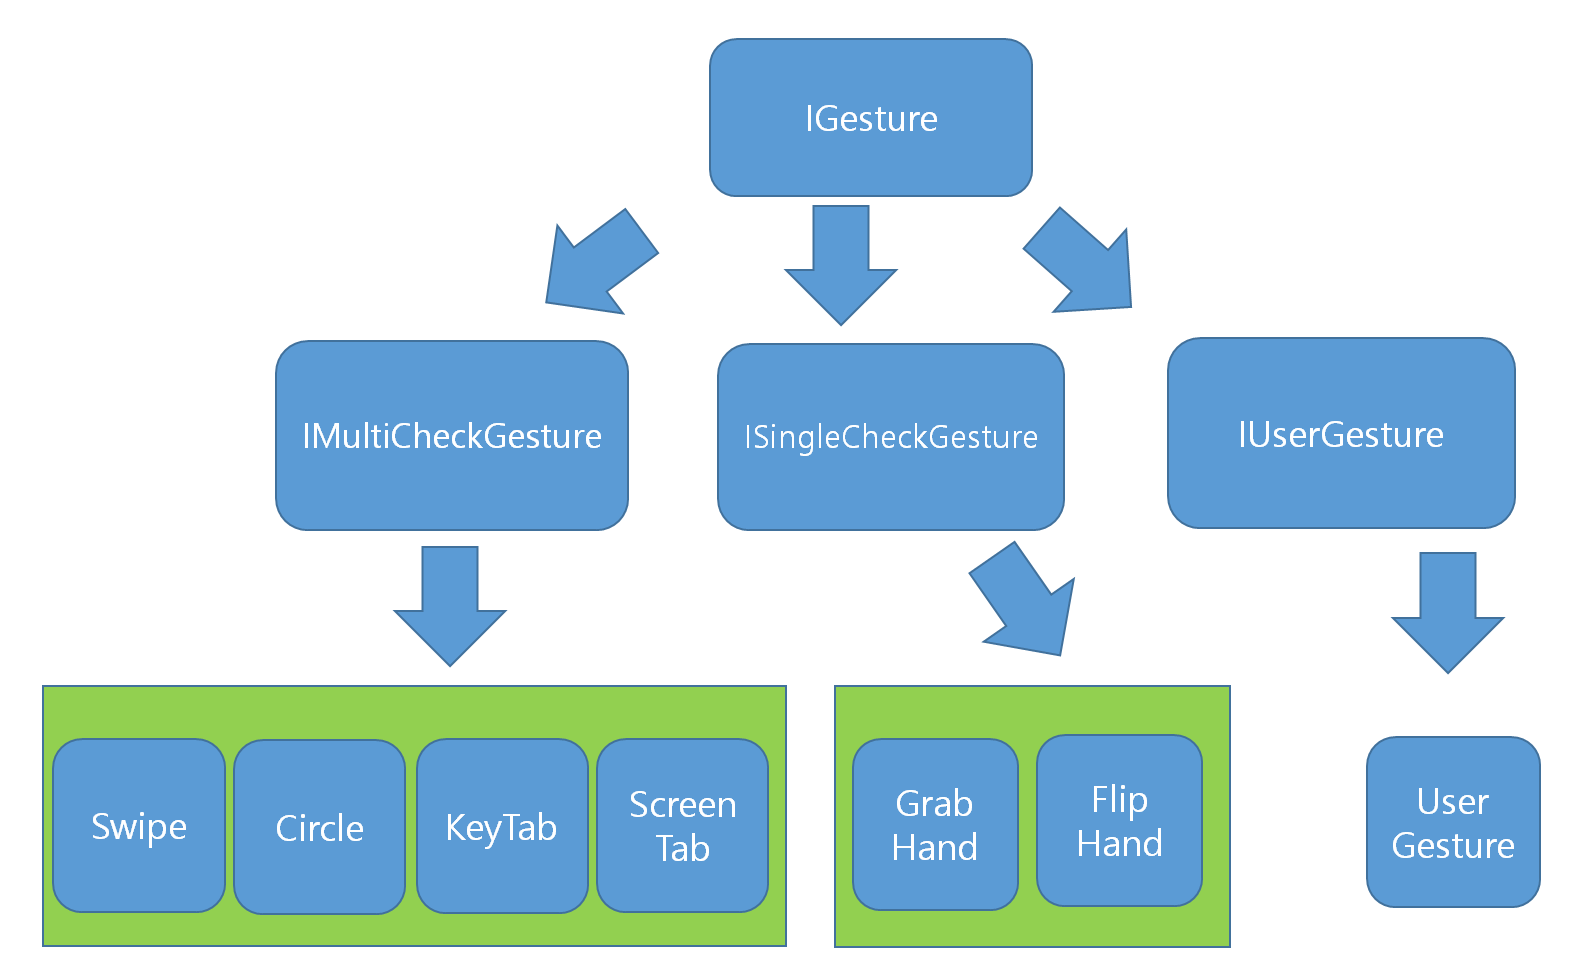 IGesture
IMultiCheckGesture
ISingleCheckGesture
IUserGesture
Swipe
Circle
KeyTab
Screen
Tab
Grab
Hand
Flip
Hand
User
Gesture